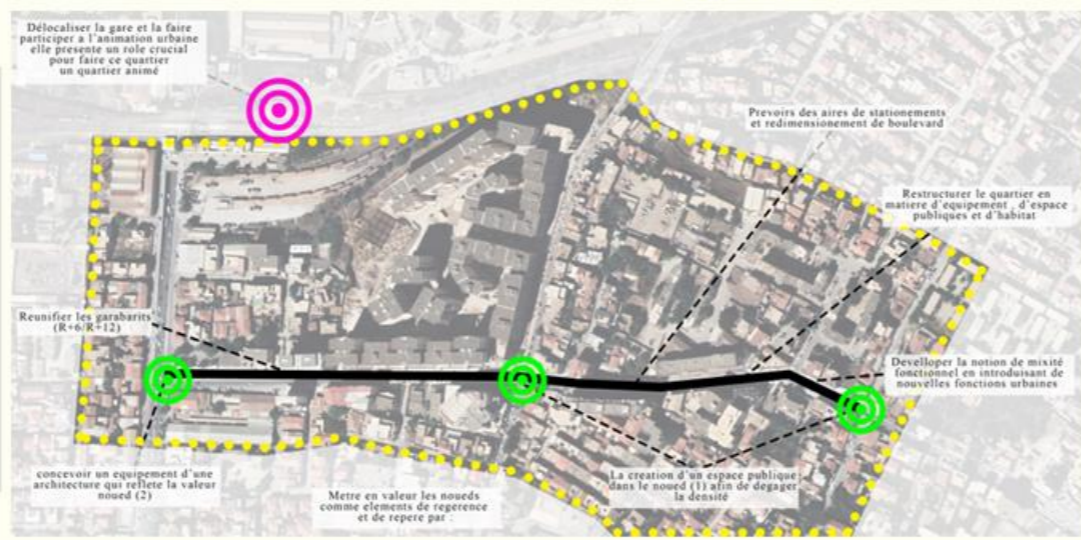 Délocaliser la gare et la faire
participer a l'animation urbaine
elle presente un role crucial
pour faire ce quartier
un quartier animé
Prevoirs des aires de stationements
et redimensionement de boulevard
Restructurer le quartier en
matiere d'equipement , d'espace
publiques et d'habitat
Reunifier les garabarits
(R+6/R+12)
Develloper la notion de mixité
fonctionnel en introduisant de
nouvelles fonctions urbaines
concevoir un equipement d'une
architecture qui reflete la valeur
noued (2)
Metre en valeur les noueds
comme elements de regerence
et de repere par :
La creation d'un espace publique
dans le noued (1) afin de degager
la densité